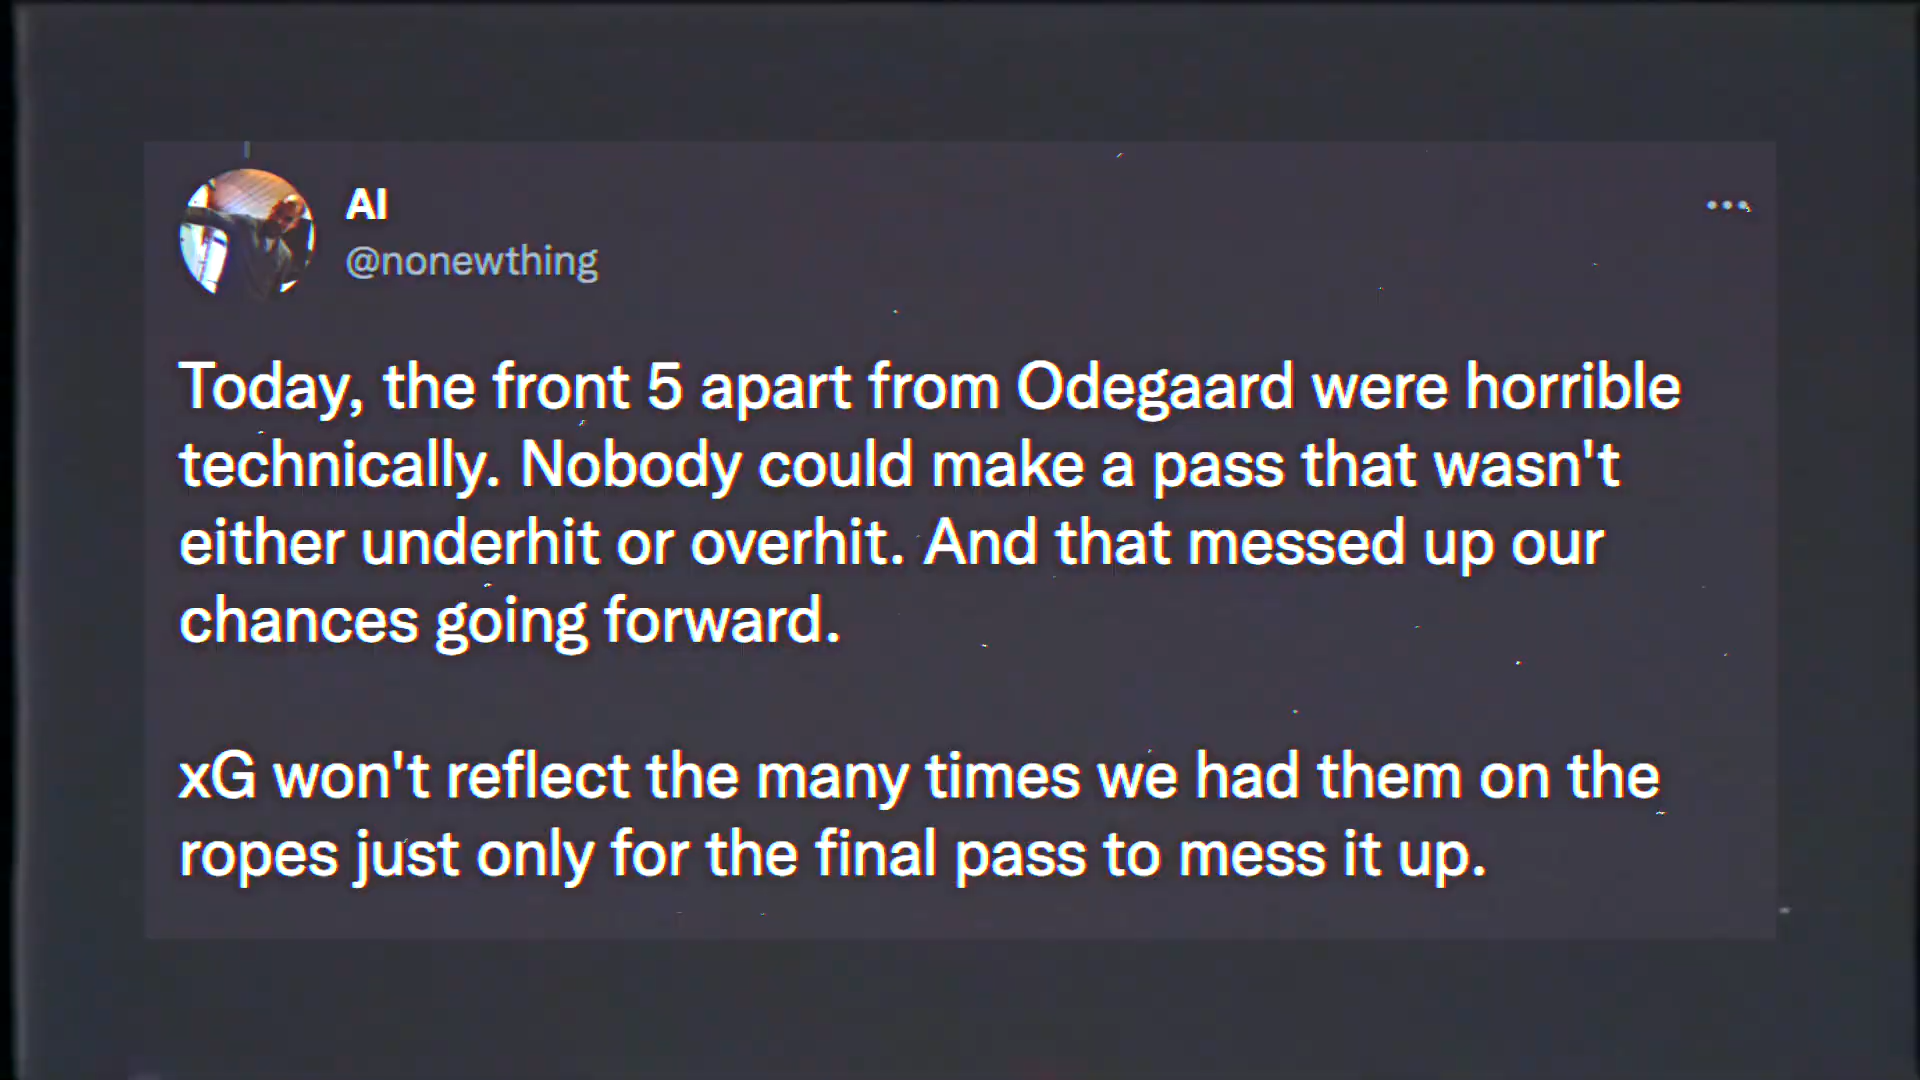 AI
@nonewthing
Today, the front 5 apart from Odegaard were horrible
technically. Nobody could make a pass that wasn't
either underhit or overhit. And that messed up our
chances going forward.
xG won't reflect the many times we had them on the
ropes just only for the final pass to mess it up.